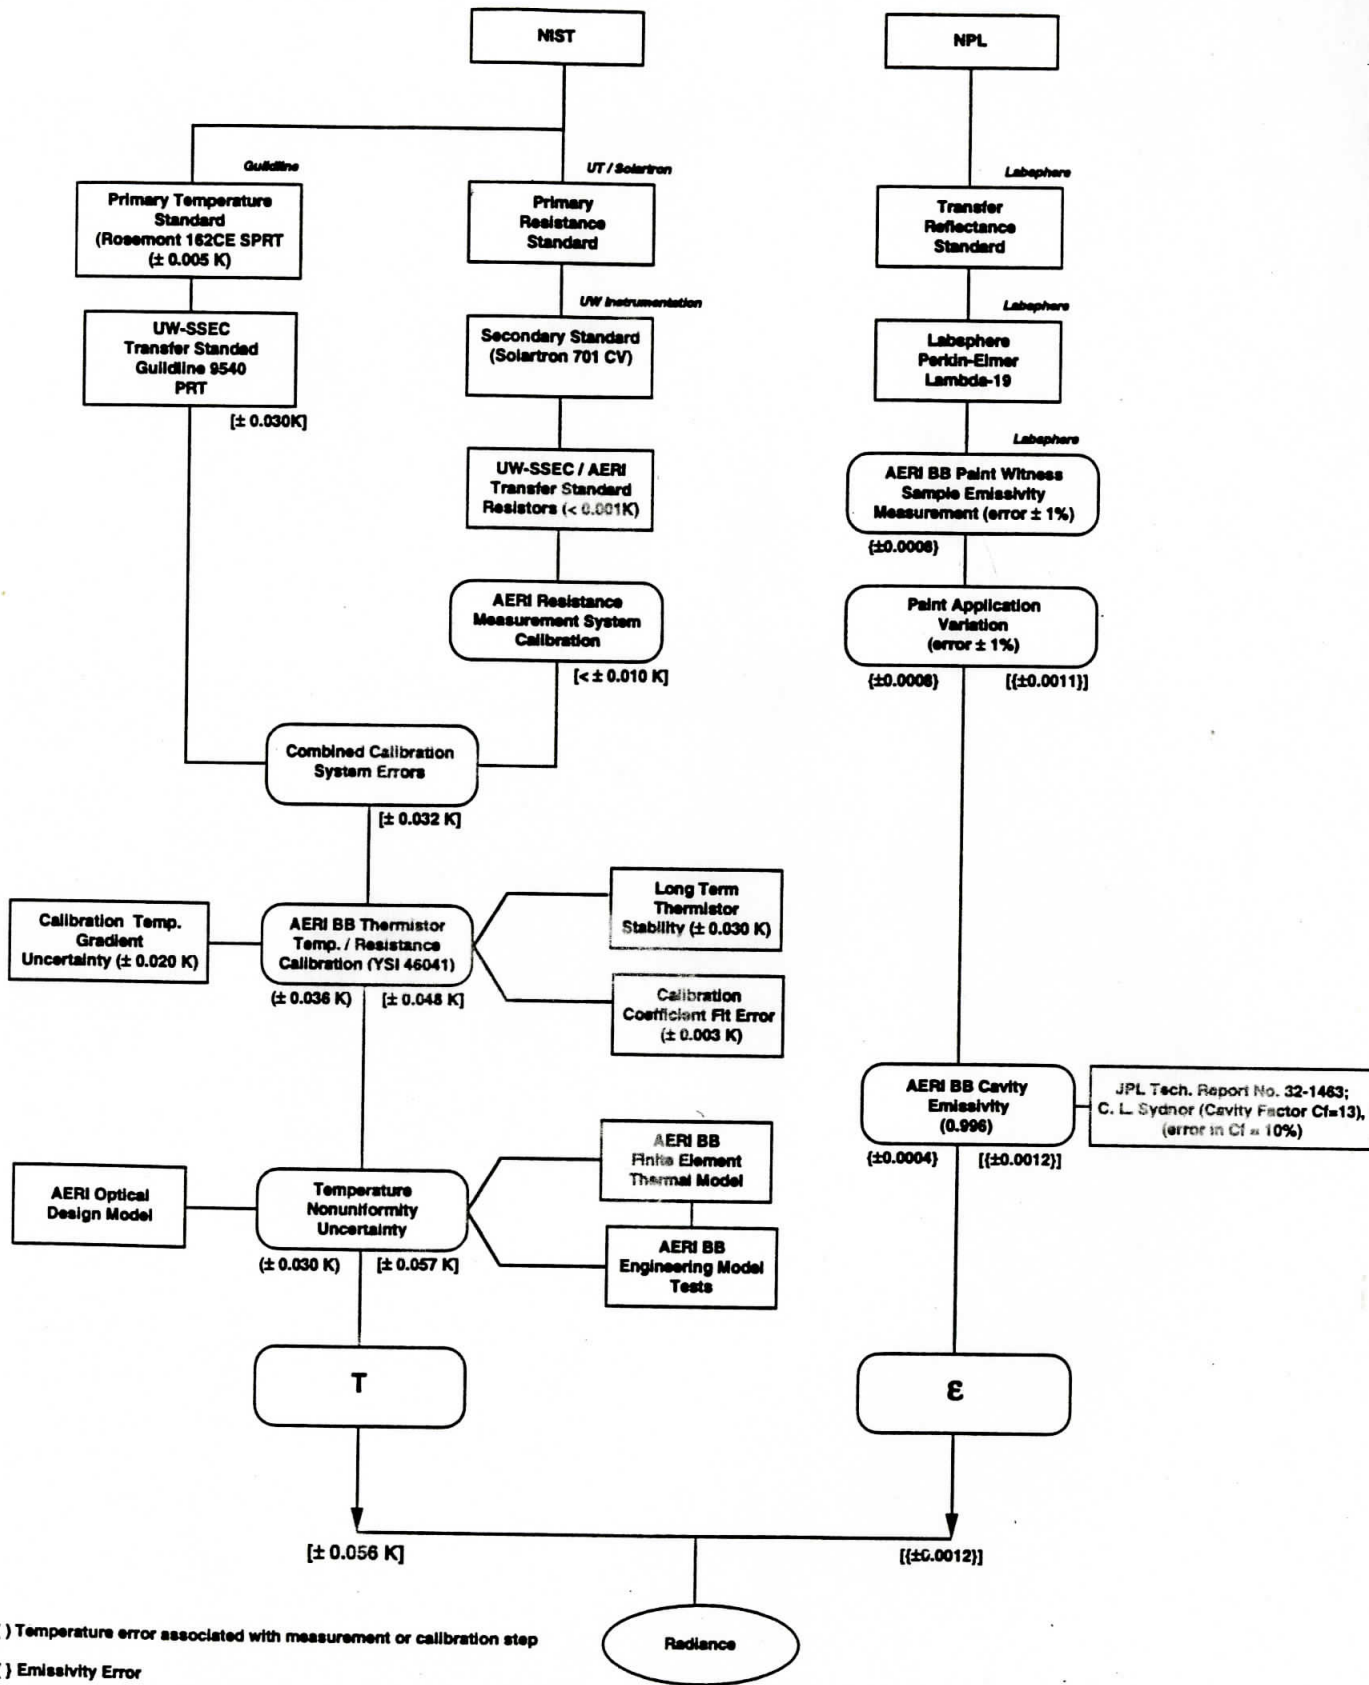 NIST
NPL
Guildline
UT / Solartron
Labsphere
Primary Temperature
Standard
(Rosemont 162CE SPRT
(± 0.005 K)
Primary
Resistance
Standard
Transfer
Reflectance
Standard
UW Instrumentation
Labsphere
UW-SSEC
Transfer Standad
Guildline 9540
PRT
[± 0.030K]
Secondary Standard
(Solartron 701 CV)
Labsphere
Perkin-Elmer
Lambda-19
Labsphere
UW-SSEC / AERI
Transfer Standard
Resistors (< 0.001K)
AERI BB Paint Witness
Sample Emissivity
Measurement (error ± 1%)
{±0.0008}
AERI Resistance
Measurement System
Calibration
[< ± 0.010 K]
Paint Application
Variation
(error ± 1%)
{±0.0008}
[{±0.0011}]
Combined Calibration
System Errors
[± 0.032 K]
Calibration Temp.
Gradient
Uncertainty (± 0.020 K)
AERI BB Thermistor
Temp. / Resistance
Calibration (YSI 46041)
(± 0.036 K)
[± 0.048 K]
Long Term
Thermistor
Stability (± 0.030 K)
Calibration
Coefficient Fit Error
(± 0.003 K)
AERI BB Cavity
Emissivity
(0.996)
{±0.0004}
[{±0.0012}]
JPL Tech. Report No. 32-1463;
C. L. Sydnor (Cavity Factor Cf=13),
(error in Cf = 10%)
AERI Optical
Design Model
Temperature
Nonuniformity
Uncertainty
(± 0.030 K)
[± 0.057 K]
AERI BB
Finite Element
Thermal Model
AERI BB
Engineering Model
Tests
T
ε
[± 0.056 K]
[{±0.0012}]
Radiance
) Temperature error associated with measurement or calibration step
} Emissivity Error